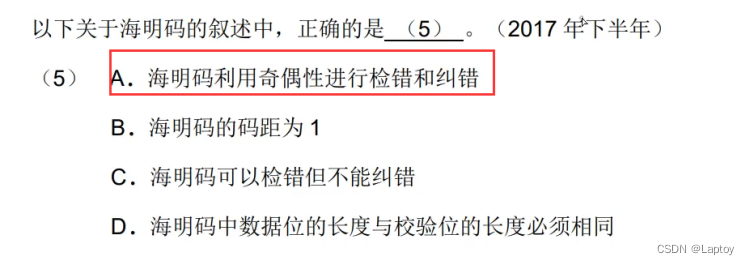 以下关于海明码的叙述中，正确的是 （5） 。（2017 年下半年）
（5） A．海明码利用奇偶性进行检错和纠错
B．海明码的码距为 1
C．海明码可以检错但不能纠错
D．海明码中数据位的长度与校验位的长度必须相同
CSDN @Laptoy